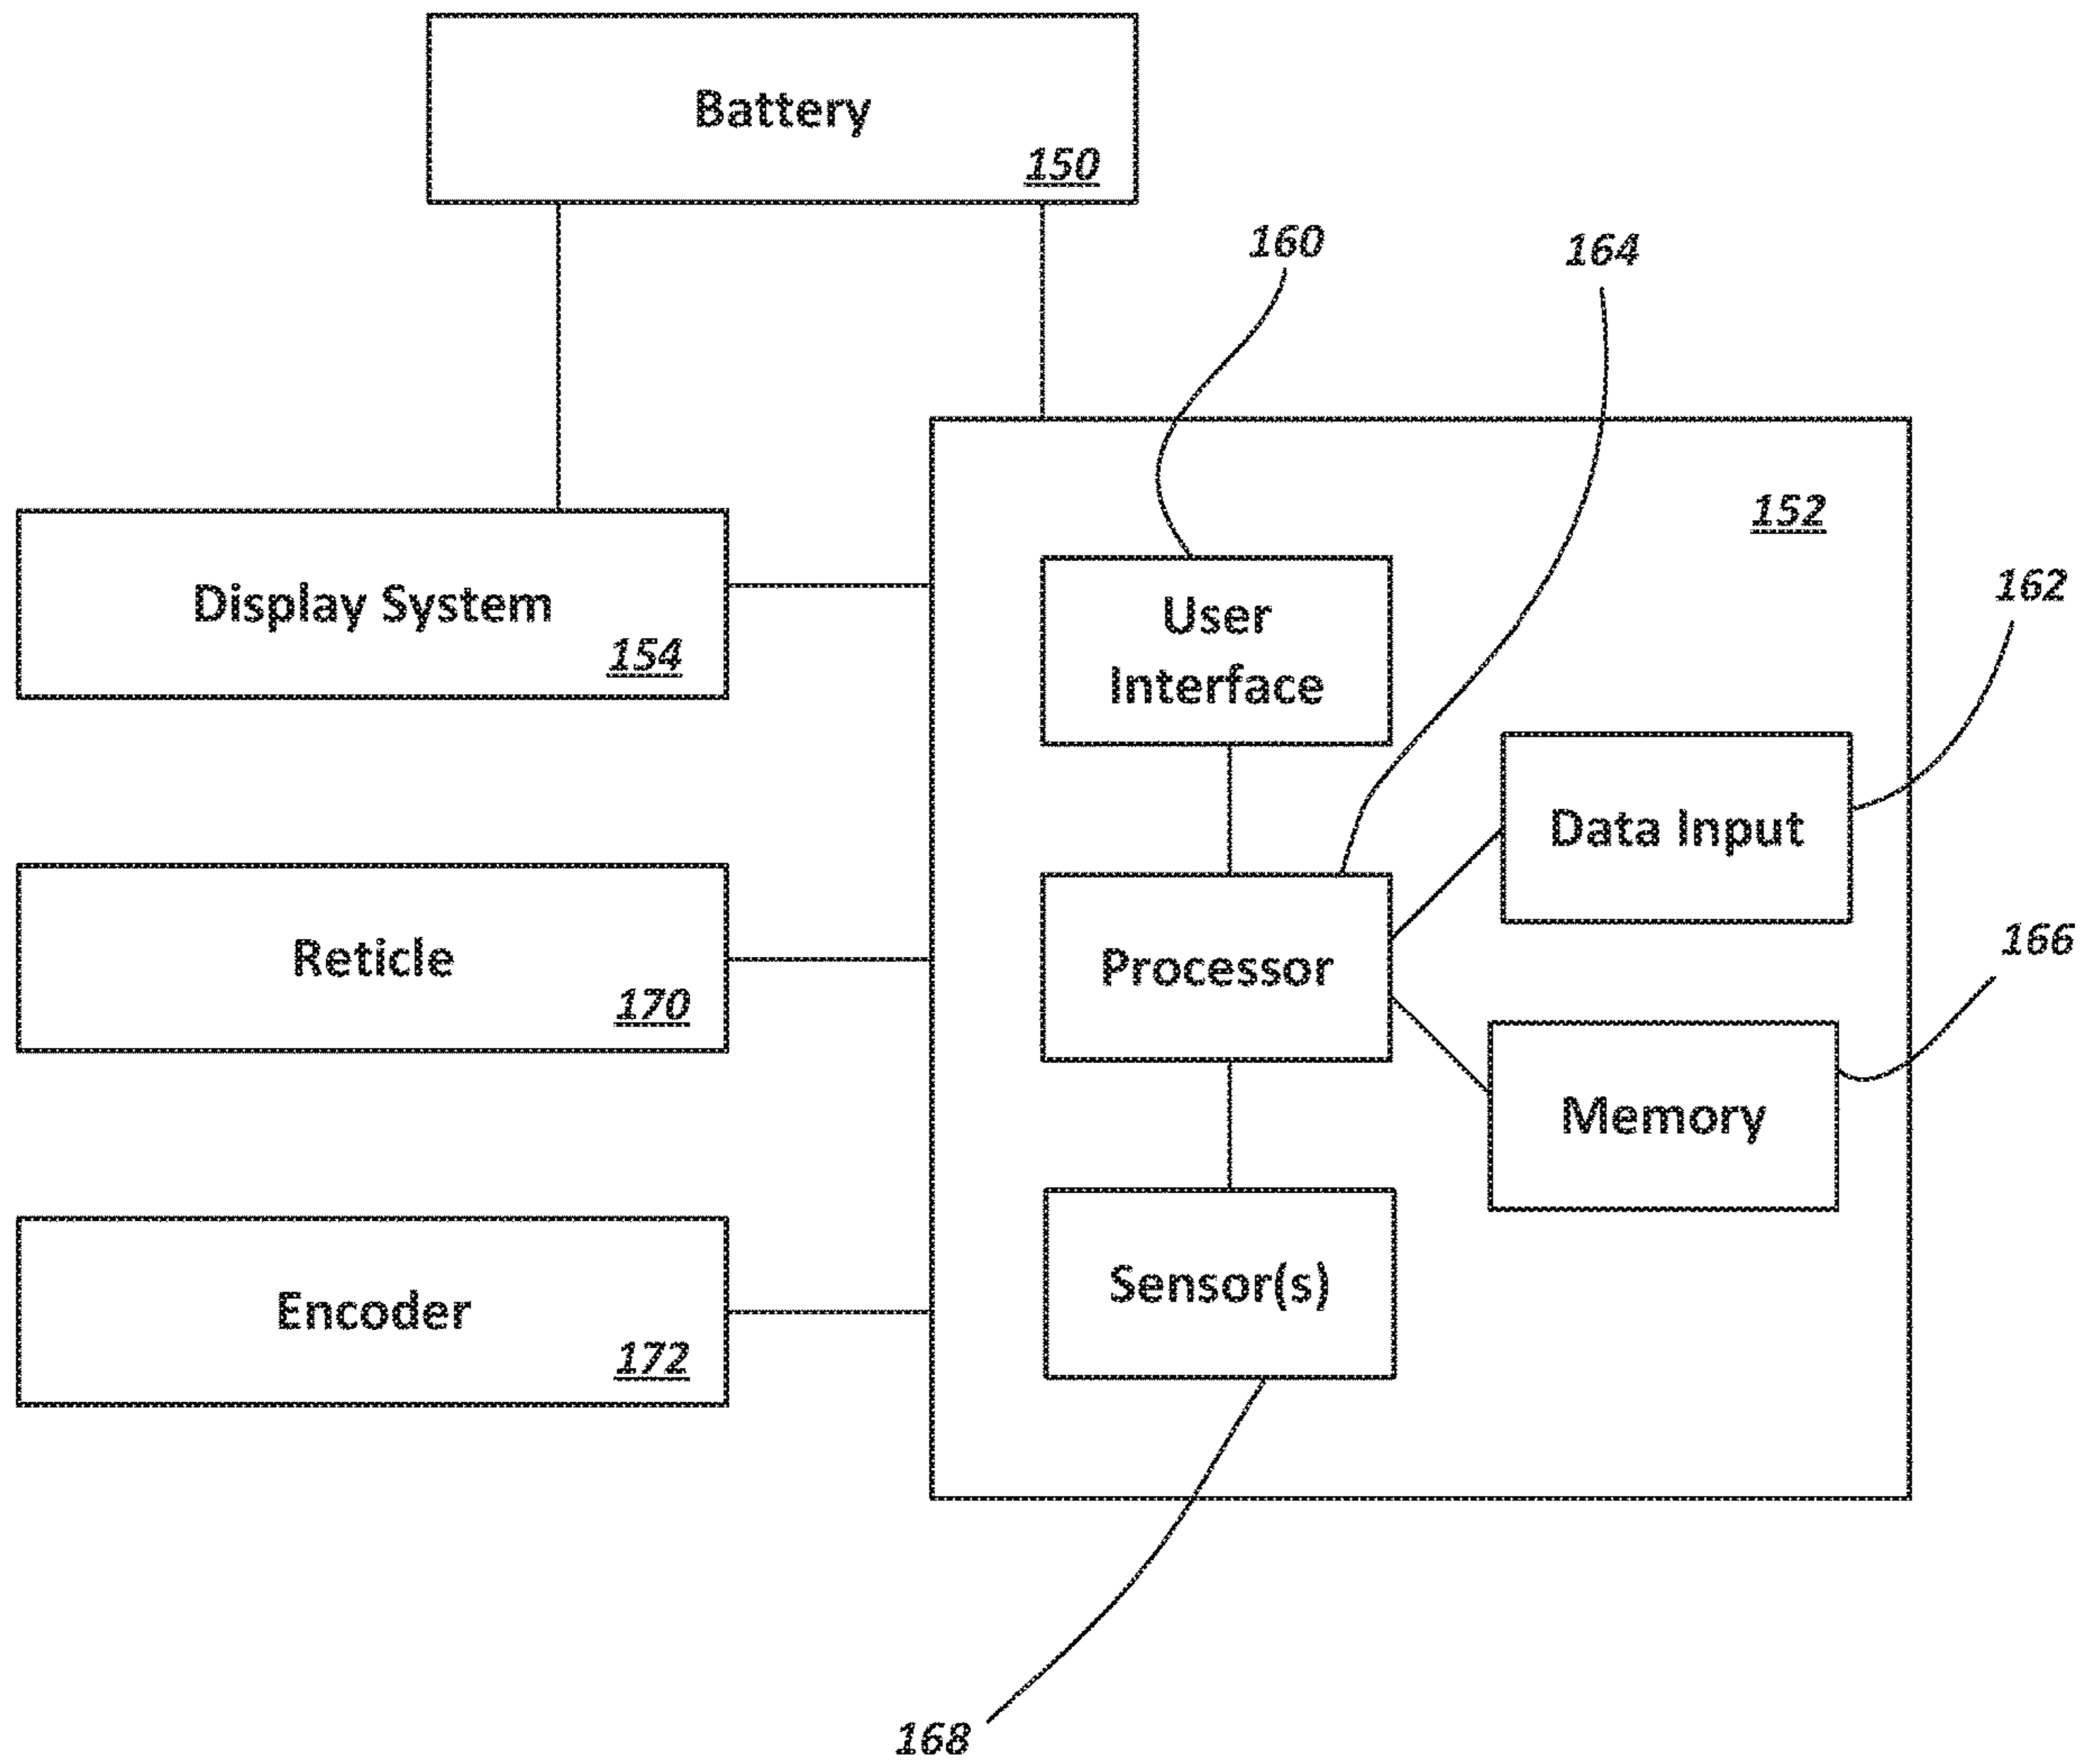 Battery
150
160
164
152
Display System
154
User
Interface
162
Data Input
Reticle
170
Processor
166
Memory
Encoder
172
Sensor(s)
168